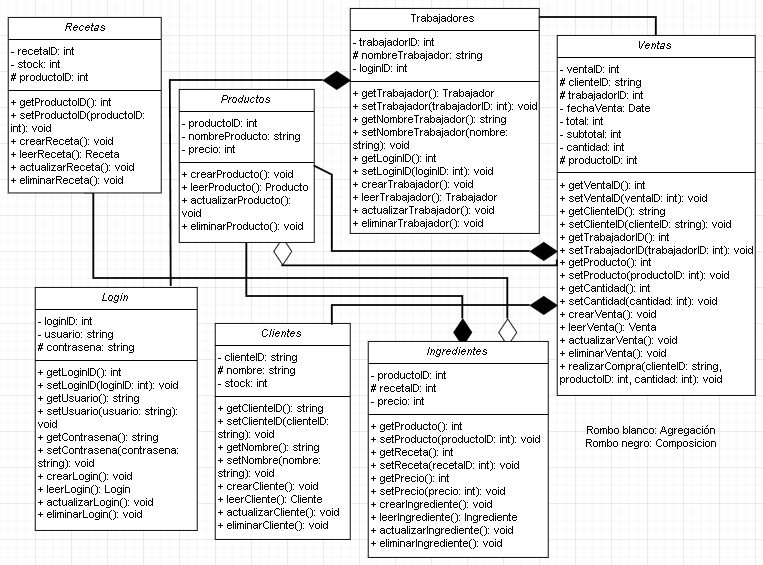 Recetas
- recetaID: int
- stock: int
# productoID: int
+ getProductoID(): int
+ setProductoID(productoID:
int): void
+ crearReceta(): void
+ leerReceta(): Receta
+ actualizarReceta(): void
+ eliminarReceta(): void
Productos
- productoID: int
- nombreProducto: string
- precio: int
+ crearProducto(): void
+ leerProducto(): Producto
+ actualizarProducto():
void
+ eliminarProducto(): void
Trabajadores
- trabajadorID: int
# nombreTrabajador: string
- loginID: int
+ getTrabajador(): Trabajador
+ setTrabajador(trabajadorID: int): void
+ getNombreTrabajador(): string
+ setNombreTrabajador(nombre:
string): void
+ getLoginID(): int
+ setLoginID(loginID: int): void
+ crearTrabajador(): void
+ leerTrabajador(): Trabajador
+ actualizarTrabajador(): void
+ eliminarTrabajador(): void
Ventas
- ventaID: int
# clienteID: string
# trabajadorID: int
- fechaVenta: Date
- total: int
- subtotal: int
- cantidad: int
# productoID: int
+ getVentaID(): int
+ setVentaID(ventaID: int): void
+ getClienteID(): string
+ setClienteID(clienteID: string): void
+ getTrabajadorID(): int
+ setTrabajadorID(trabajadorID: int): void
+ getProducto(): int
+ setProducto(productoID: int): void
+ getCantidad(): int
+ setCantidad(cantidad: int): void
+ crearVenta(): void
+ leerVenta(): Venta
+ actualizarVenta(): void
+ eliminarVenta(): void
+ realizarCompra(clienteID: string,
productoID: int, cantidad: int): void
Login
- loginID: int
- usuario: string
# contrasena: string
+ getLoginID(): int
+ setLoginID(loginID: int): void
+ getUsuario(): string
+ setUsuario(usuario: string):
void
+ getContrasena(): string
+ setContrasena(contrasena:
string): void
+ crearLogin(): void
+ leerLogin(): Login
+ actualizarLogin(): void
+ eliminarLogin(): void
Clientes
- clienteID: string
# nombre: string
- stock: int
+ getClienteID(): string
+ setClienteID(clienteID:
string): void
+ getNombre(): string
+ setNombre(nombre:
string): void
+ crearCliente(): void
+ leerCliente(): Cliente
+ actualizarCliente(): void
+ eliminarCliente(): void
Ingredientes
- productoID: int
# recetaID: int
- precio: int
+ getProducto(): int
+ setProducto(productoID: int): void
+ getReceta(): int
+ setReceta(recetaID: int): void
+ getPrecio(): int
+ setPrecio(precio: int): void
+ crearIngrediente(): void
+ leerIngrediente(): Ingrediente
+ actualizarIngrediente(): void
+ eliminarIngrediente(): void
Rombo blanco: Agregación
Rombo negro: Composicion